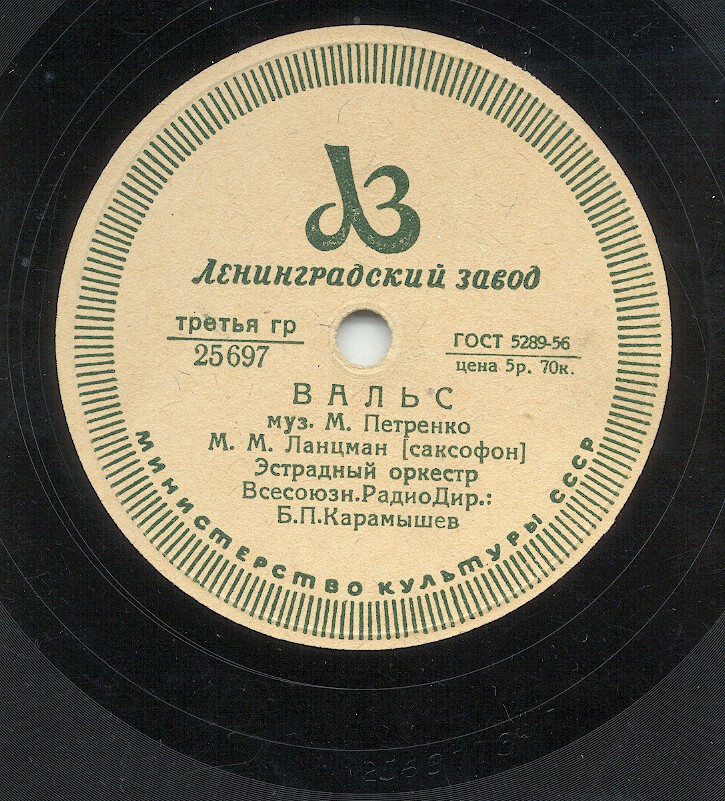 ЛЗ
Ленинградский завод
третья гр
25697
ГОСТ 5289-56
цена 5р. 70к.
ВАЛЬС
муз. М. Петренко
М. М. Ланцман [саксофон]
Эстрадный оркестр
Всесоюзн.РадиоДир.:
Б.П.Карамышев
МИНИСТЕРСТВО КУЛЬТУРЫ СССР